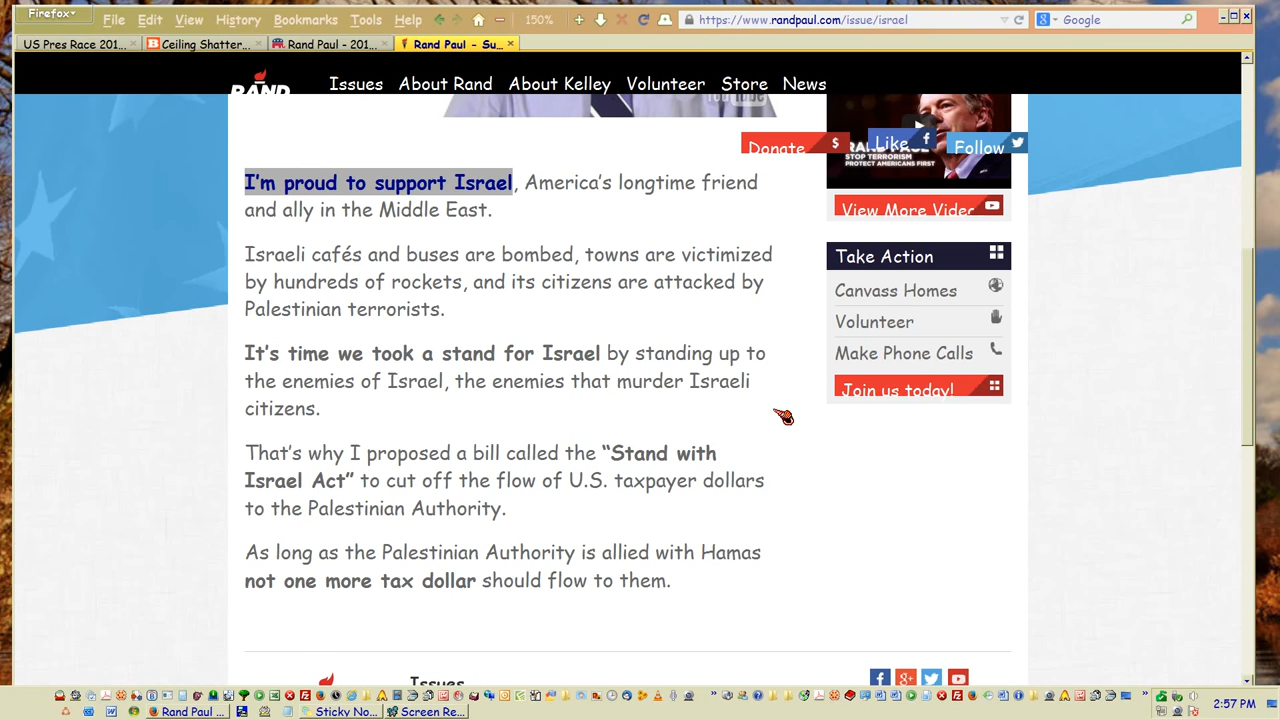 Firefox
File Edit View History Bookmarks Tools Help
150%
https://www.randpaul.com/issue/israel
Google
US Pres Race 201...
Ceiling Shatter...
Rand Paul - 201...
Rand Paul - Su...
RAND
Issues About Rand About Kelley Volunteer Store News
YouTube
Donate $
Like f
Follow
STOP TERRORISM
PROTECT AMERICANS FIRST
View More Video
I'm proud to support Israel, America's longtime friend
and ally in the Middle East.
Israeli cafés and buses are bombed, towns are victimized
by hundreds of rockets, and its citizens are attacked by
Palestinian terrorists.
It's time we took a stand for Israel by standing up to
the enemies of Israel, the enemies that murder Israeli
citizens.
That's why I proposed a bill called the “Stand with
Israel Act” to cut off the flow of U.S. taxpayer dollars
to the Palestinian Authority.
As long as the Palestinian Authority is allied with Hamas
not one more tax dollar should flow to them.
Take Action
Canvass Homes
Volunteer
Make Phone Calls
Join us today!
Issues
Rand Paul ...
Sticky No...
Screen Re...
2:57 PM